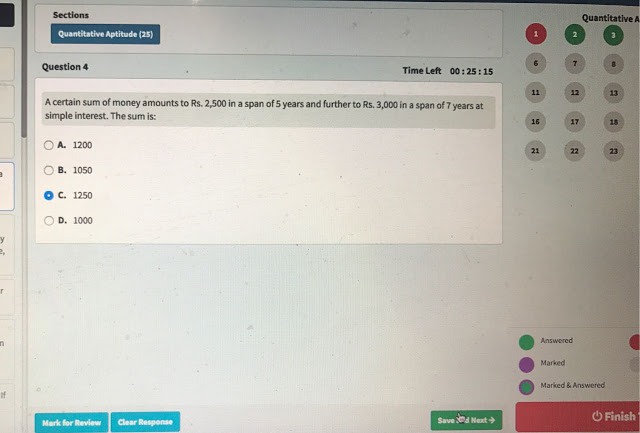 Sections
Quantitative A
Quantitative Aptitude (25)
1 2 3
Question 4
Time Left 00 : 25 : 15
6 7 8
A certain sum of money amounts to Rs. 2,500 in a span of 5 years and further to Rs. 3,000 in a span of 7 years at
simple interest. The sum is:
11 12 13
A. 1200
16 17 18
B. 1050
21 22 23
C. 1250
D. 1000
Answered
Marked
Marked & Answered
Mark for Review
Clear Response
Save Next →
Finish
y
e,
r
n
If